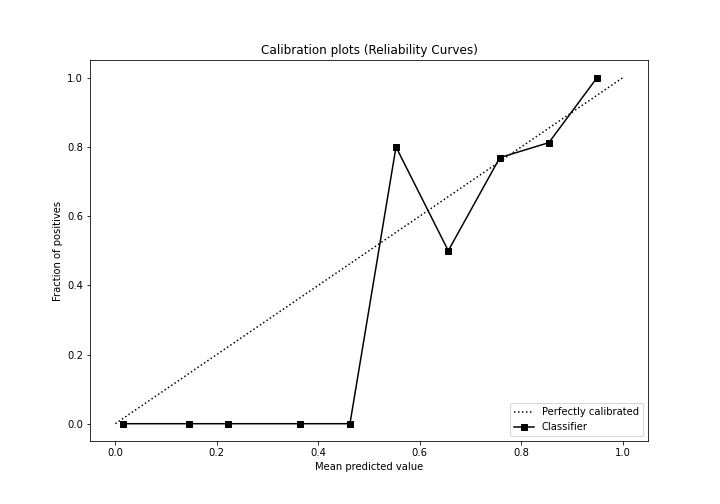 Calibration plots (Reliability Curves)
Fraction of positives
1.0
0.8
0.6
0.4
0.2
0.0
0.0 0.2 0.4 0.6 0.8 1.0
Mean predicted value
Perfectly calibrated
Classifier